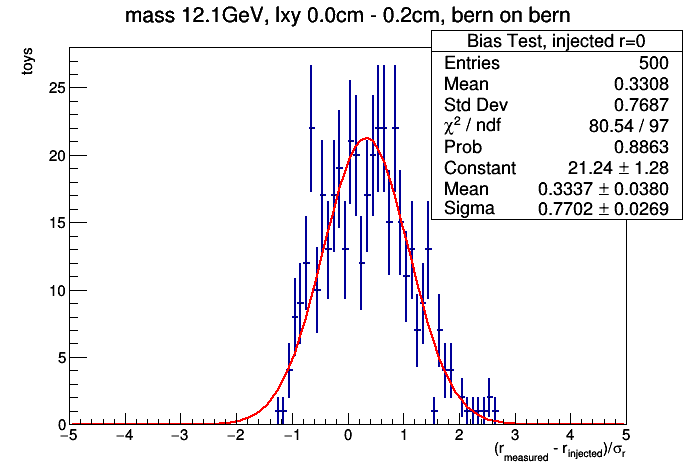 mass 12.1GeV, lxy 0.0cm - 0.2cm, bern on bern
Bias Test, injected r=0
Entries 500
Mean 0.3308
Std Dev 0.7687
χ² / ndf 80.54 / 97
Prob 0.8863
Constant 21.24 ± 1.28
Mean 0.3337 ± 0.0380
Sigma 0.7702 ± 0.0269
toys
25
20
15
10
5
0
−5 −4 −3 −2 −1 0 1 2 3 4 5
(r_measured - r_injected)/σ_r